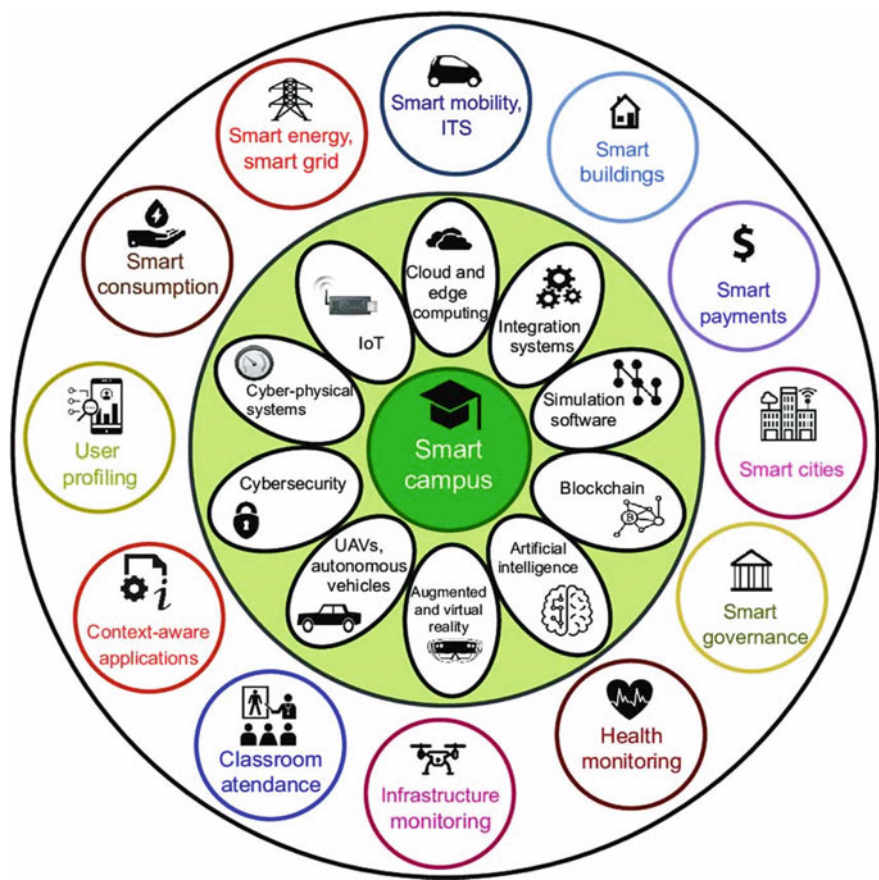 Smart mobility,
ITS
Smart
buildings
$
Smart
payments
Smart cities
Smart
governance
Health
monitoring
Infrastructure
monitoring
Classroom
atendance
i
Context-aware
applications
User
profiling
Smart
consumption
Smart energy,
smart grid
Cloud and
edge
computing
Integration
systems
Simulation
software
Blockchain
B
Artificial
intelligence
Augmented
and virtual
reality
UAVs,
autonomous
vehicles
Cybersecurity
Cyber-physical
systems
IoT
Smart
campus